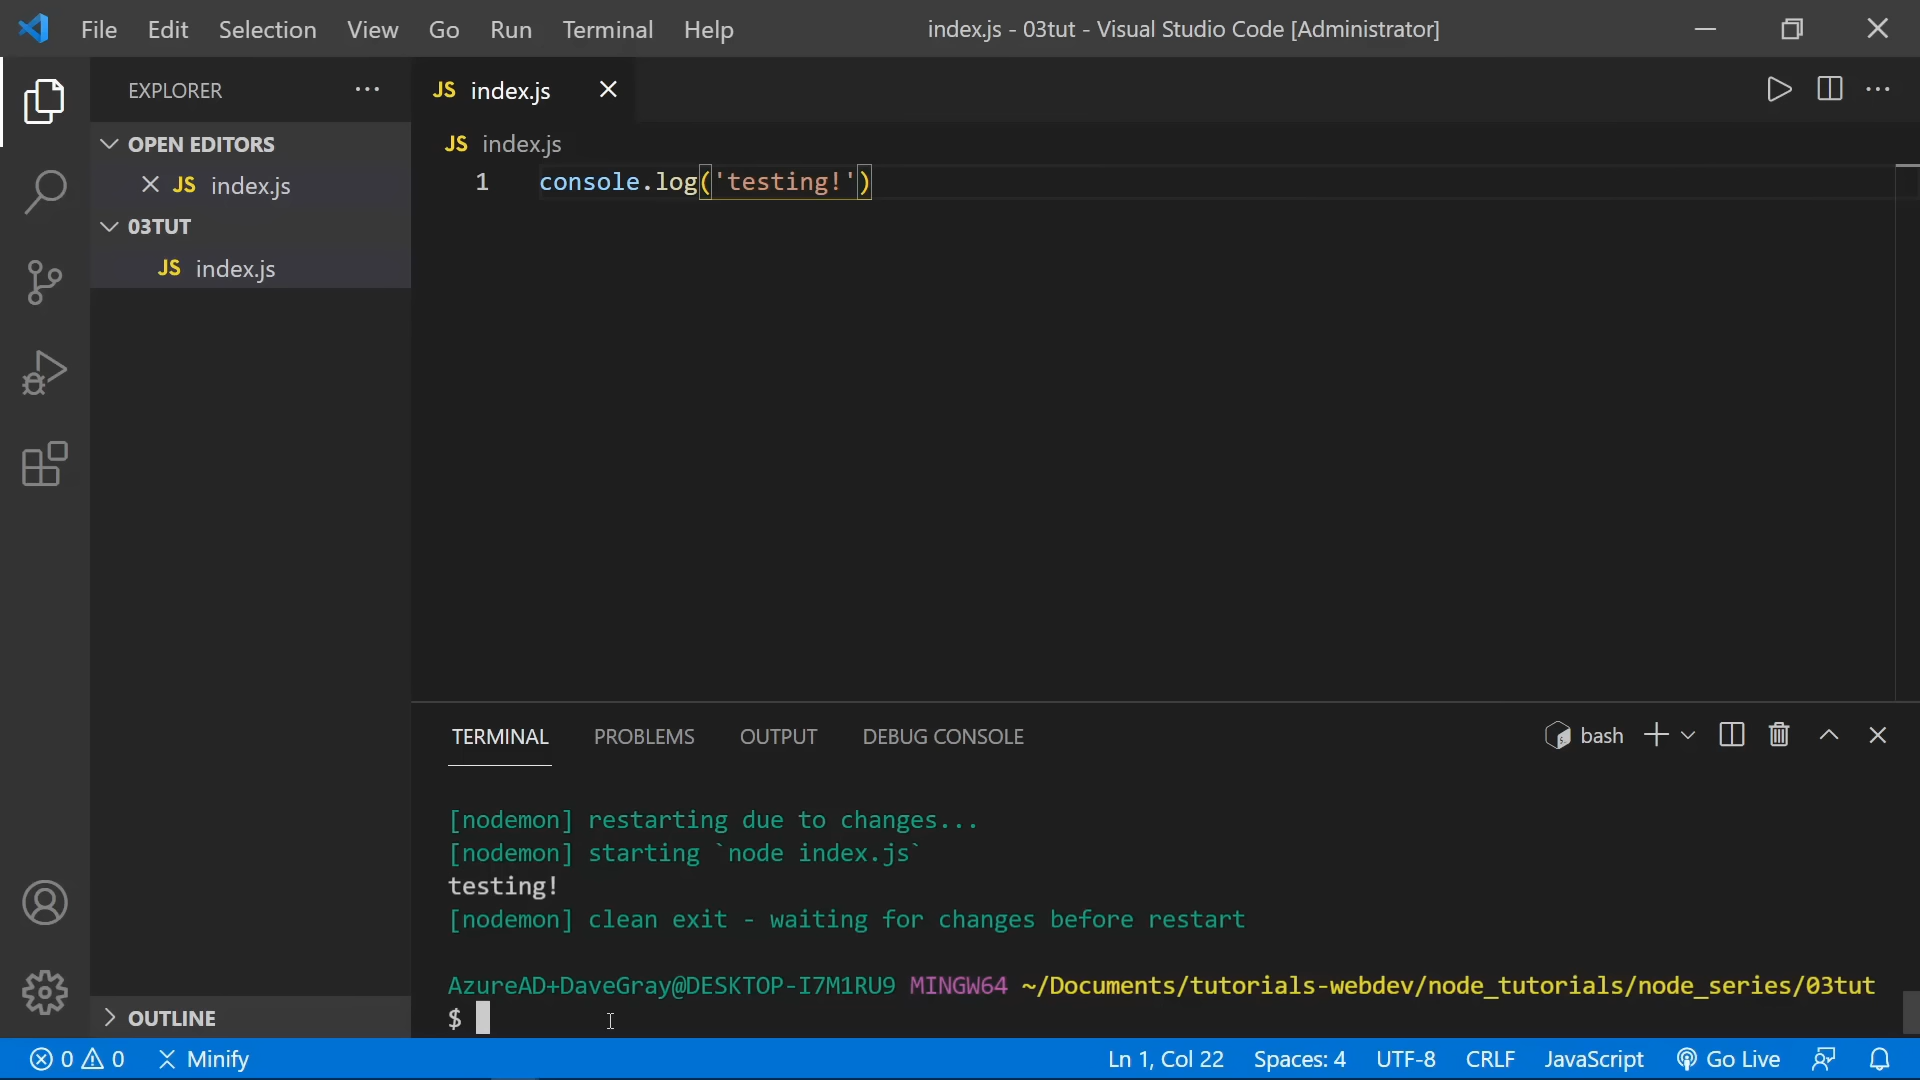 File Edit Selection View Go Run Terminal Help index.js - 03tut - Visual Studio Code [Administrator]
EXPLORER
OPEN EDITORS
JS index.js
03TUT
JS index.js
JS index.js
JS index.js
1 console.log('testing!')
TERMINAL PROBLEMS OUTPUT DEBUG CONSOLE bash
[nodemon] restarting due to changes...
[nodemon] starting `node index.js`
testing!
[nodemon] clean exit - waiting for changes before restart
AzureAD+DaveGray@DESKTOP-I7M1RU9 MINGW64 ~/Documents/tutorials-webdev/node_tutorials/node_series/03tut
$
OUTLINE
0 0 Minify Ln 1, Col 22 Spaces: 4 UTF-8 CRLF JavaScript Go Live